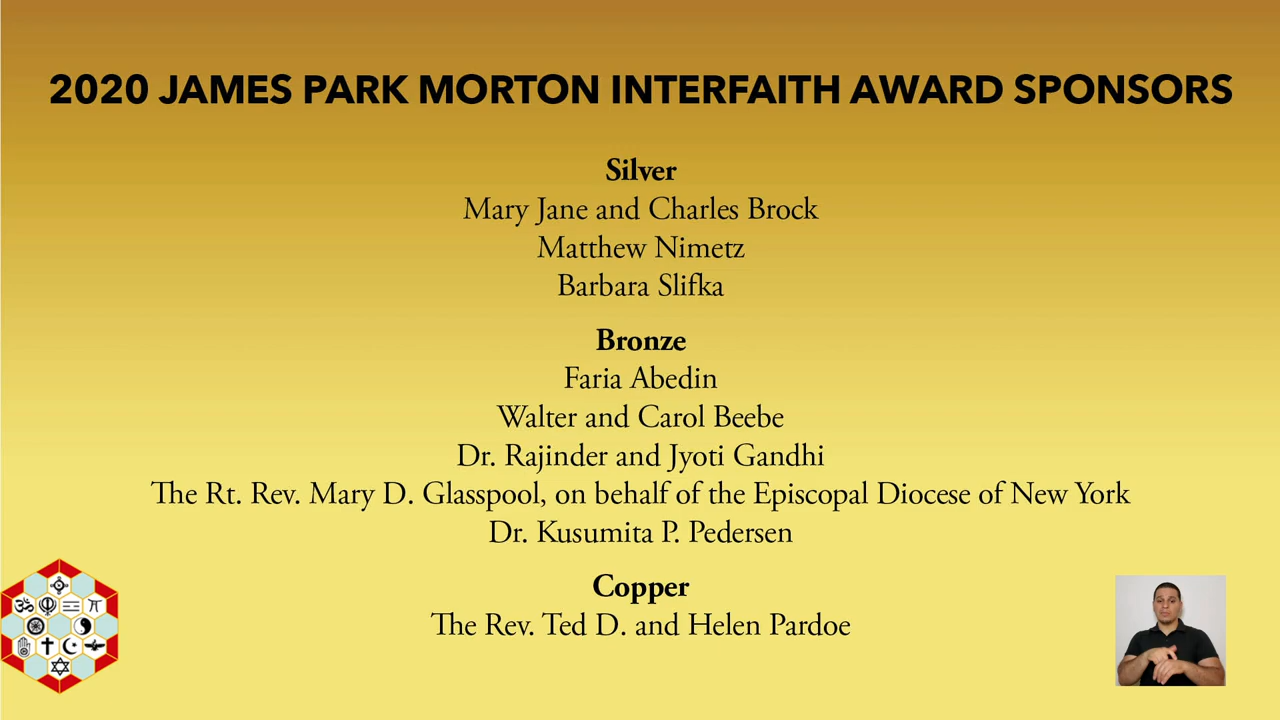 2020 JAMES PARK MORTON INTERFAITH AWARD SPONSORS
Silver
Mary Jane and Charles Brock
Matthew Nimetz
Barbara Slifka
Bronze
Faria Abedin
Walter and Carol Beebe
Dr. Rajinder and Jyoti Gandhi
The Rt. Rev. Mary D. Glasspool, on behalf of the Episcopal Diocese of New York
Dr. Kusumita P. Pedersen
Copper
The Rev. Ted D. and Helen Pardoe